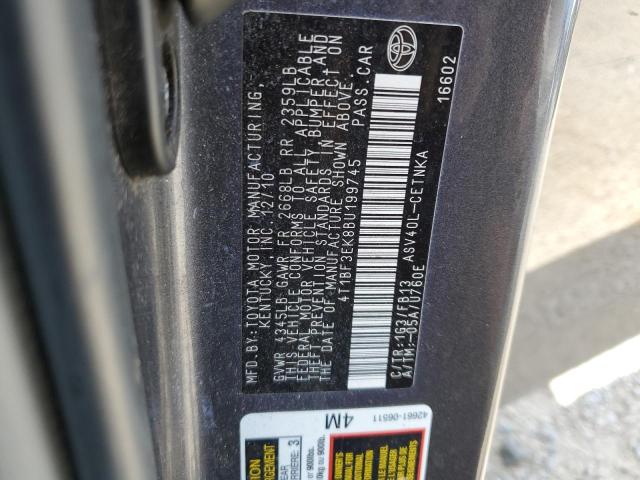 MFD.BY:TOYOTA MOTOR MANUFACTURING,
KENTUCKY, INC. 12/10
GVWR 4345LB GAWR FR 2668LB RR 2359LB
THIS VEHICLE CONFORMS TO ALL APPLICABLE
FEDERAL MOTOR VEHICLE SAFETY, BUMPER,AND
THEFT PREVENTION STANDARDS IN EFFECT ON
THE DATE OF MANUFACTURE SHOWN ABOVE.
4T1BF3EK8BU199745 PASS.CAR
C/TR:1G3/FB13 ASV40L-CETNKA
A/TM:-05A/U760E 16602
42661-06511
4M
RRIERE: 3